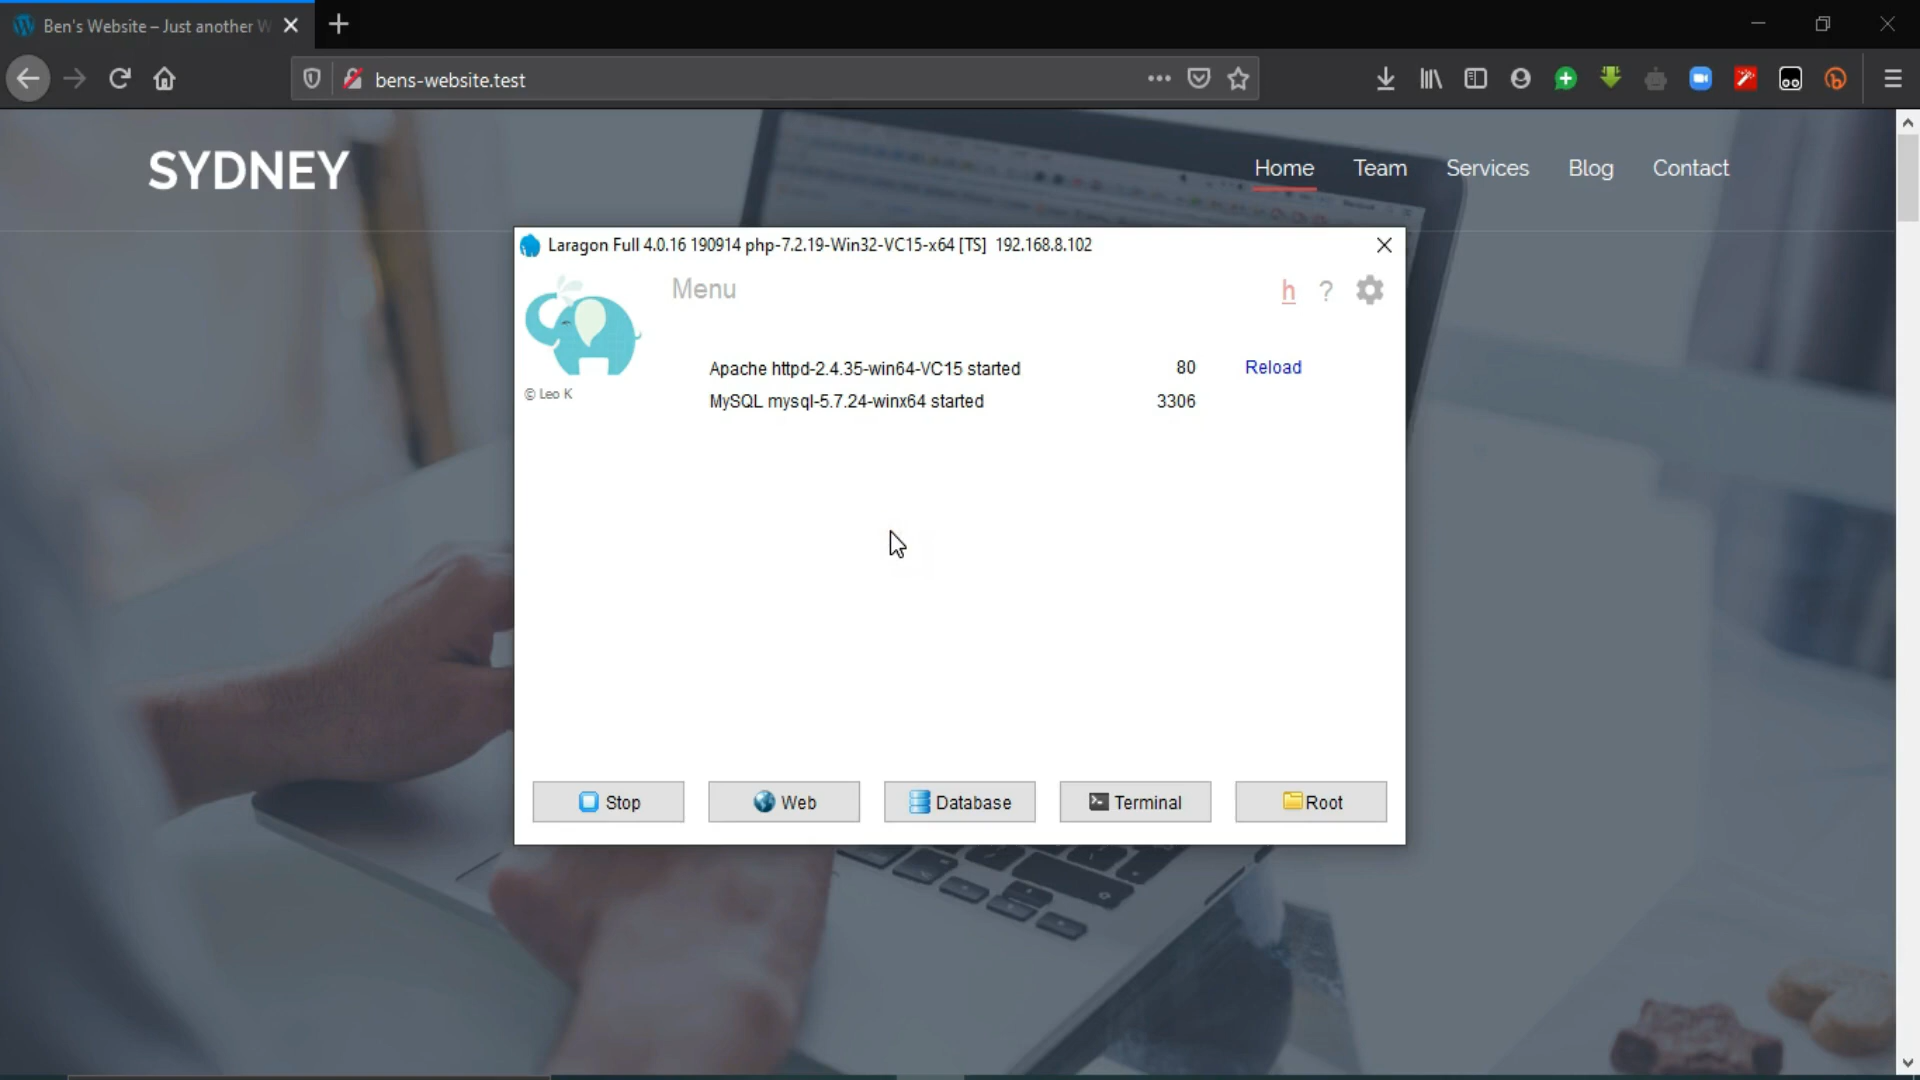 Ben's Website – Just another W
bens-website.test
SYDNEY
Home Team Services Blog Contact
Laragon Full 4.0.16 190914 php-7.2.19-Win32-VC15-x64 [TS] 192.168.8.102
Menu h ?
Apache httpd-2.4.35-win64-VC15 started 80 Reload
MySQL mysql-5.7.24-winx64 started 3306
© Leo K
Stop Web Database Terminal Root